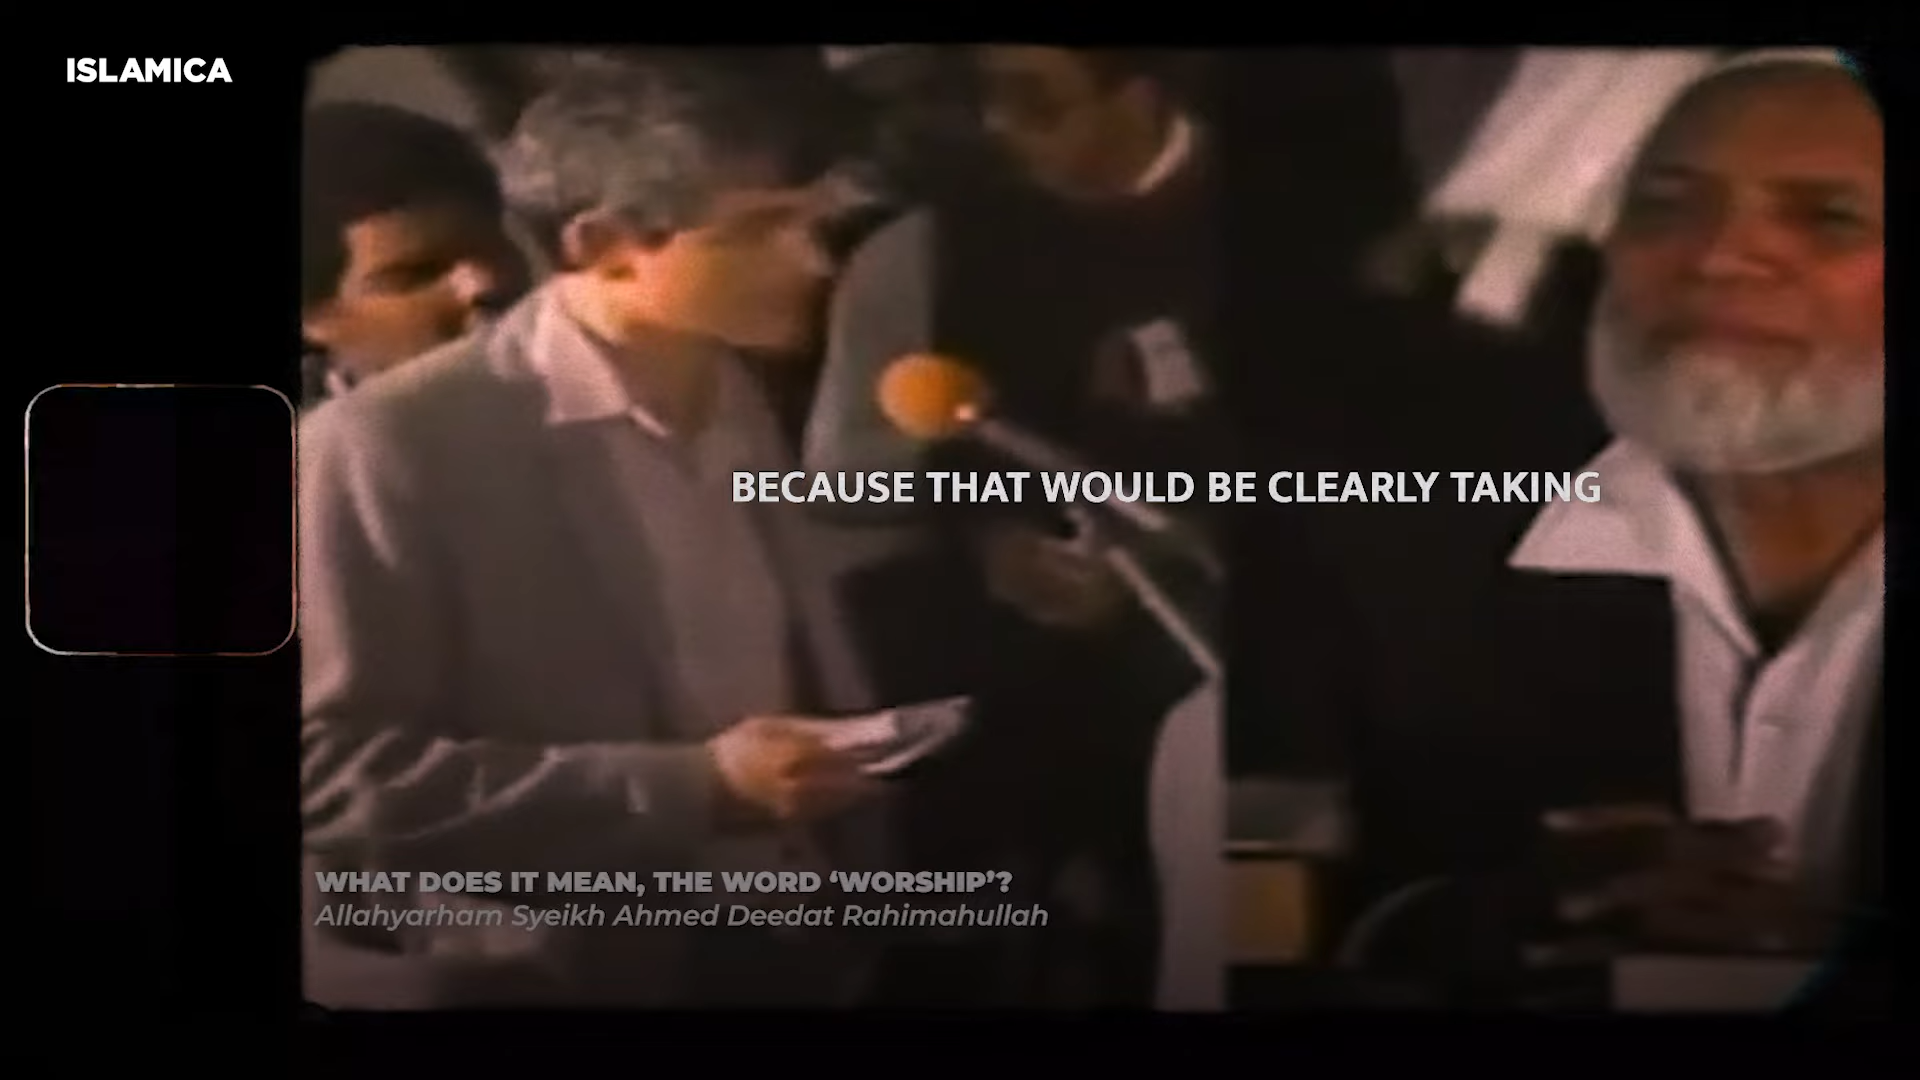 ISLAMICA
BECAUSE THAT WOULD BE CLEARLY TAKING
WHAT DOES IT MEAN, THE WORD ‘WORSHIP’?
Allahyarham Syeikh Ahmed Deedat Rahimahullah